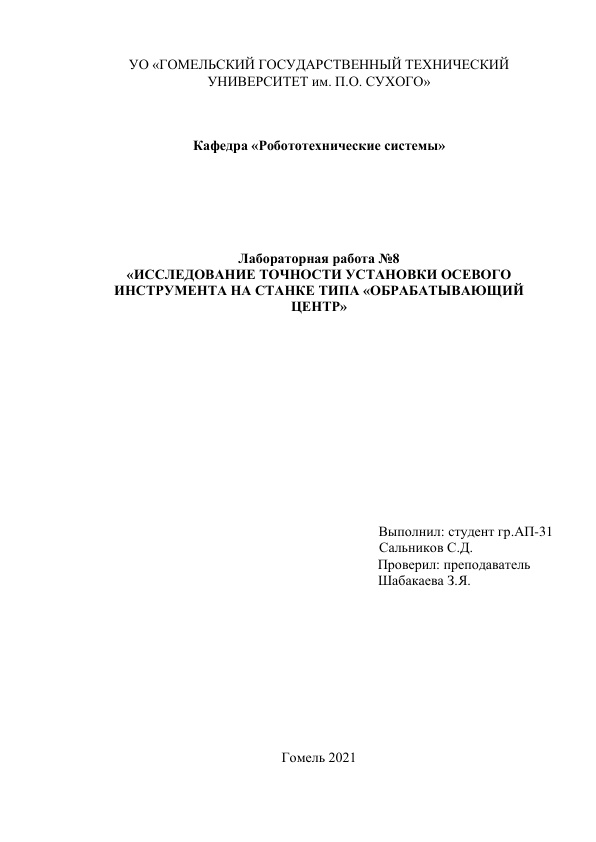 УО «ГОМЕЛЬСКИЙ ГОСУДАРСТВЕННЫЙ ТЕХНИЧЕСКИЙ
УНИВЕРСИТЕТ им. П.О. СУХОГО»
Кафедра «Робототехнические системы»
Лабораторная работа №8
«ИССЛЕДОВАНИЕ ТОЧНОСТИ УСТАНОВКИ ОСЕВОГО
ИНСТРУМЕНТА НА СТАНКЕ ТИПА «ОБРАБАТЫВАЮЩИЙ
ЦЕНТР»
Выполнил: студент гр.АП-31
Сальников С.Д.
Проверил: преподаватель
Шабакаева З.Я.
Гомель 2021